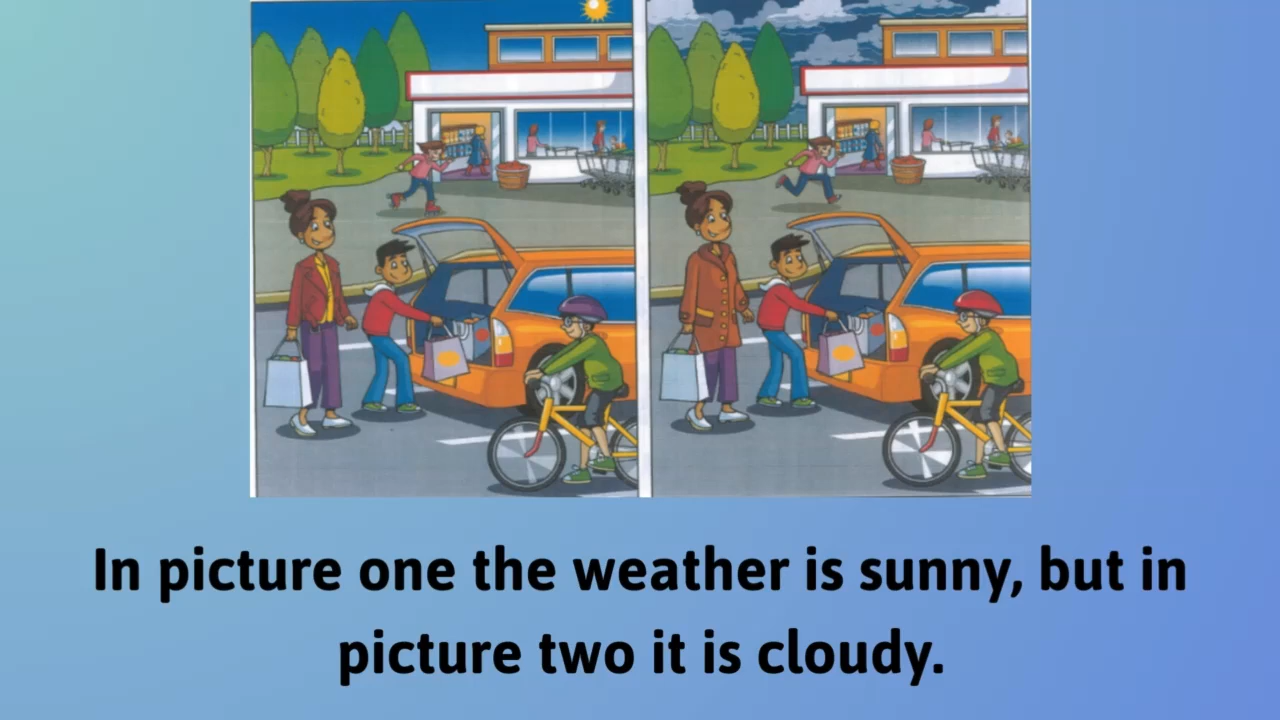 In picture one the weather is sunny, but in
picture two it is cloudy.